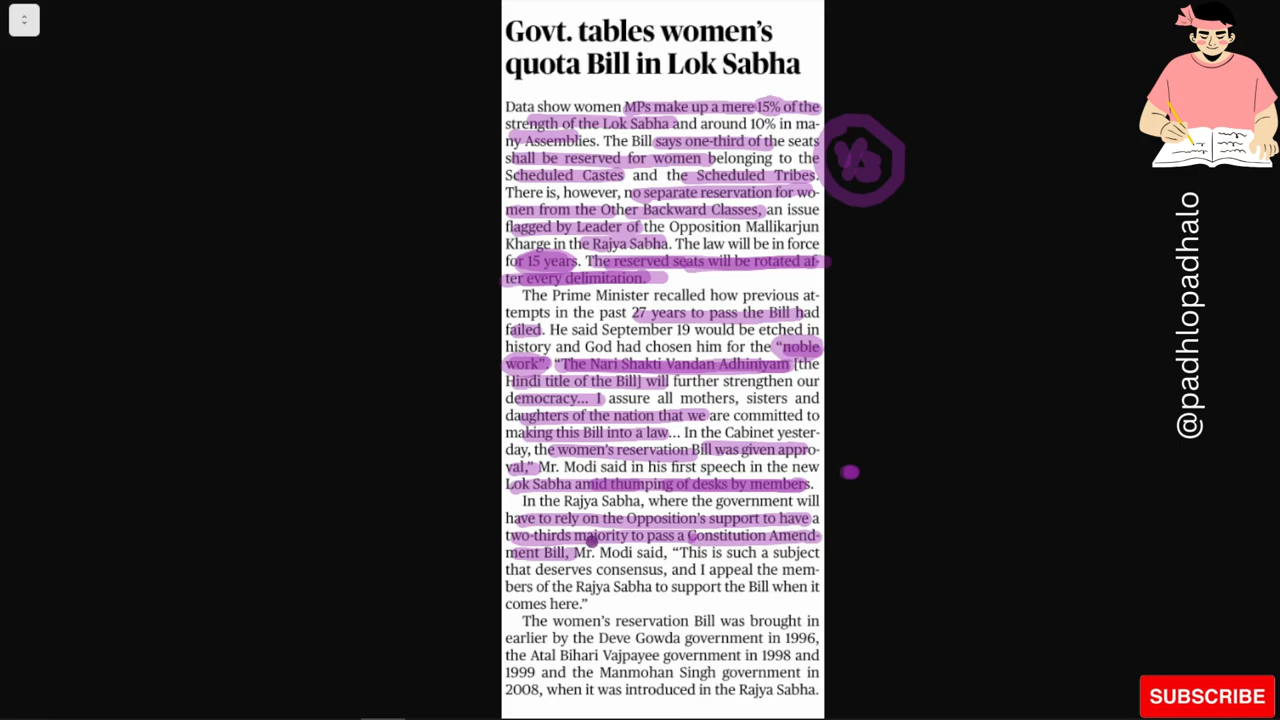 Govt. tables women's
quota Bill in Lok Sabha
Data show women MPs make up a mere 15% of the
strength of the Lok Sabha and around 10% in ma-
ny Assemblies. The Bill says one-third of the seats
shall be reserved for women belonging to the
Scheduled Castes and the Scheduled Tribes.
There is, however, no separate reservation for wo-
men from the Other Backward Classes, an issue
flagged by Leader of the Opposition Mallikarjun
Kharge in the Rajya Sabha. The law will be in force
for 15 years. The reserved seats will be rotated af-
ter every delimitation.
The Prime Minister recalled how previous at-
tempts in the past 27 years to pass the Bill had
failed. He said September 19 would be etched in
history and God had chosen him for the “noble
work”. “The Nari Shakti Vandan Adhiniyam [the
Hindi title of the Bill] will further strengthen our
democracy... I assure all mothers, sisters and
daughters of the nation that we are committed to
making this Bill into a law... In the Cabinet yester-
day, the women's reservation Bill was given appro-
val,” Mr. Modi said in his first speech in the new
Lok Sabha amid thumping of desks by members.
In the Rajya Sabha, where the government will
have to rely on the Opposition's support to have a
two-thirds majority to pass a Constitution Amend-
ment Bill, Mr. Modi said, “This is such a subject
that deserves consensus, and I appeal the mem-
bers of the Rajya Sabha to support the Bill when it
comes here.”
The women's reservation Bill was brought in
earlier by the Deve Gowda government in 1996,
the Atal Bihari Vajpayee government in 1998 and
1999 and the Manmohan Singh government in
2008, when it was introduced in the Rajya Sabha.
1/3
@padhlopadhalo
SUBSCRIBE